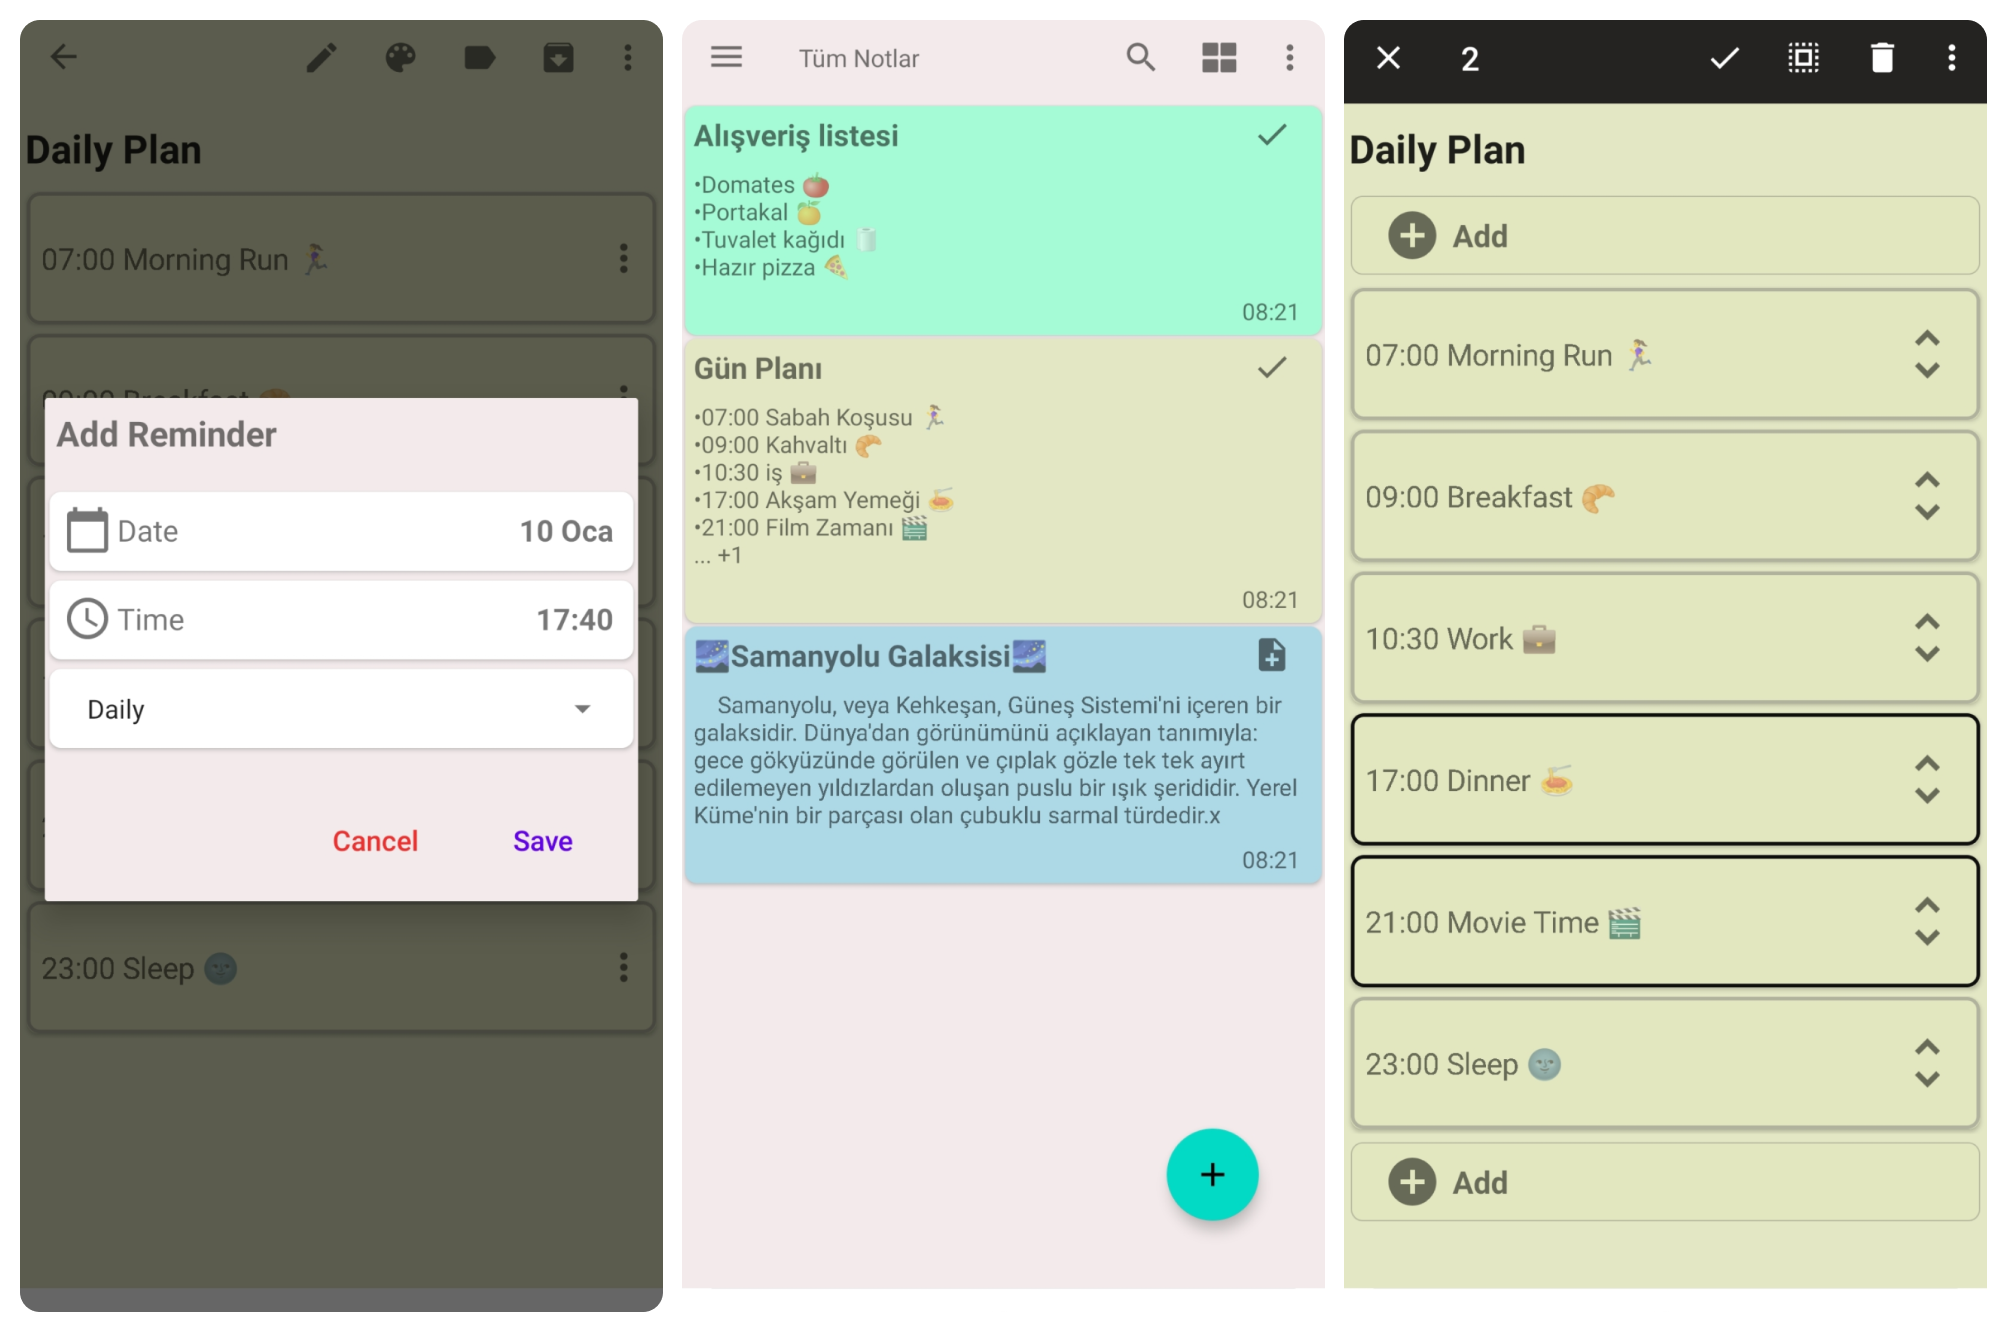 Daily Plan
07:00 Morning Run 🏃‍♀️
09:00 Breakfast 🥐
Add Reminder
Date 10 Oca
Time 17:40
Daily
Cancel Save
23:00 Sleep 🌚
Tüm Notlar
Alışveriş listesi
•Domates 🍅
•Portakal 🍊
•Tuvalet kağıdı 🧻
•Hazır pizza 🍕
08:21
Gün Planı
•07:00 Sabah Koşusu 🏃‍♀️
•09:00 Kahvaltı 🥐
•10:30 iş 💼
•17:00 Akşam Yemeği 🍝
•21:00 Film Zamanı 🎬
... +1
08:21
🌌Samanyolu Galaksisi🌌
Samanyolu, veya Kehkeşan, Güneş Sistemi'ni içeren bir
galaksidir. Dünya'dan görünümünü açıklayan tanımıyla:
gece gökyüzünde görülen ve çıplak gözle tek tek ayırt
edilemeyen yıldızlardan oluşan puslu bir ışık şerididir. Yerel
Küme'nin bir parçası olan çubuklu sarmal türdedir.x
08:21
2
Daily Plan
Add
07:00 Morning Run 🏃‍♀️
09:00 Breakfast 🥐
10:30 Work 💼
17:00 Dinner 🍝
21:00 Movie Time 🎬
23:00 Sleep 🌚
Add